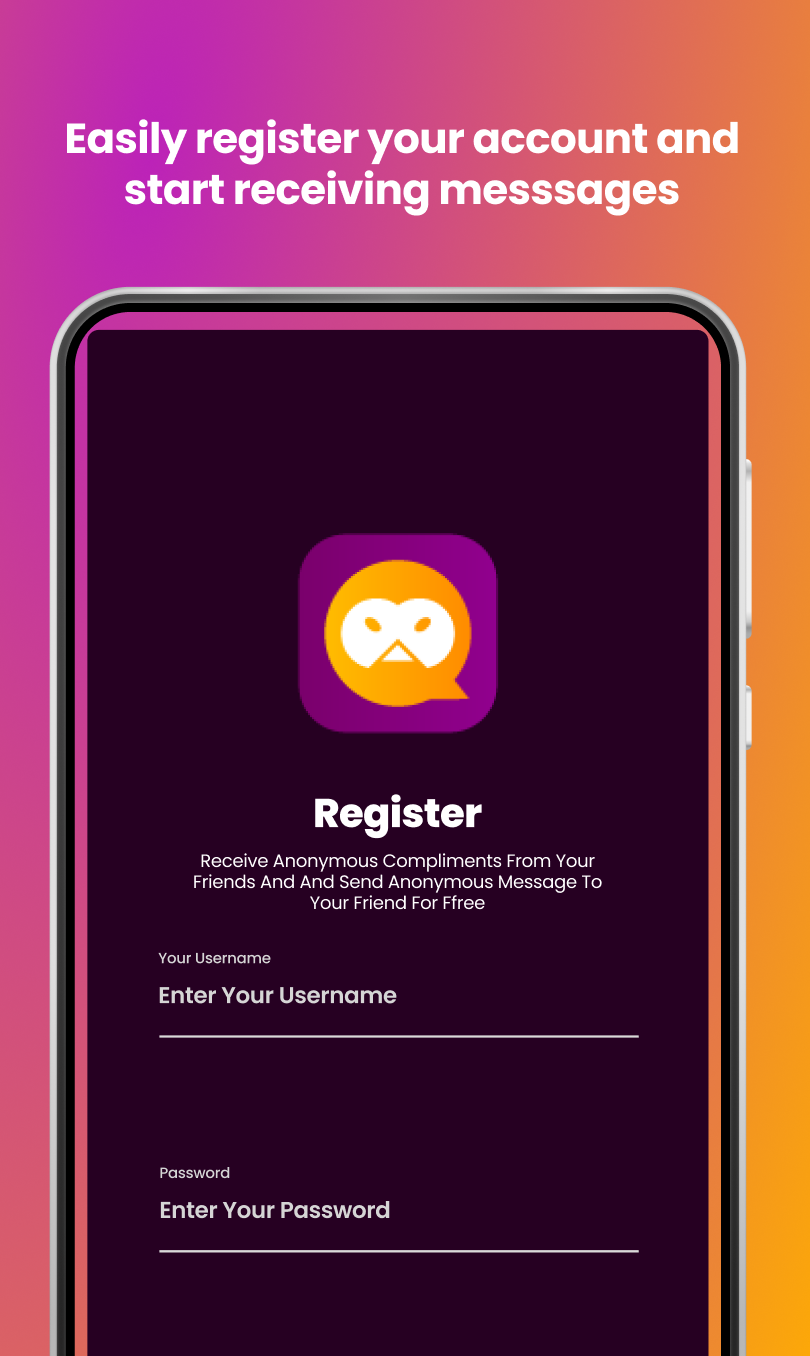 Easily register your account and
start receiving messsages
Register
Receive Anonymous Compliments From Your
Friends And And Send Anonymous Message To
Your Friend For Ffree
Your Username
Enter Your Username
Password
Enter Your Password